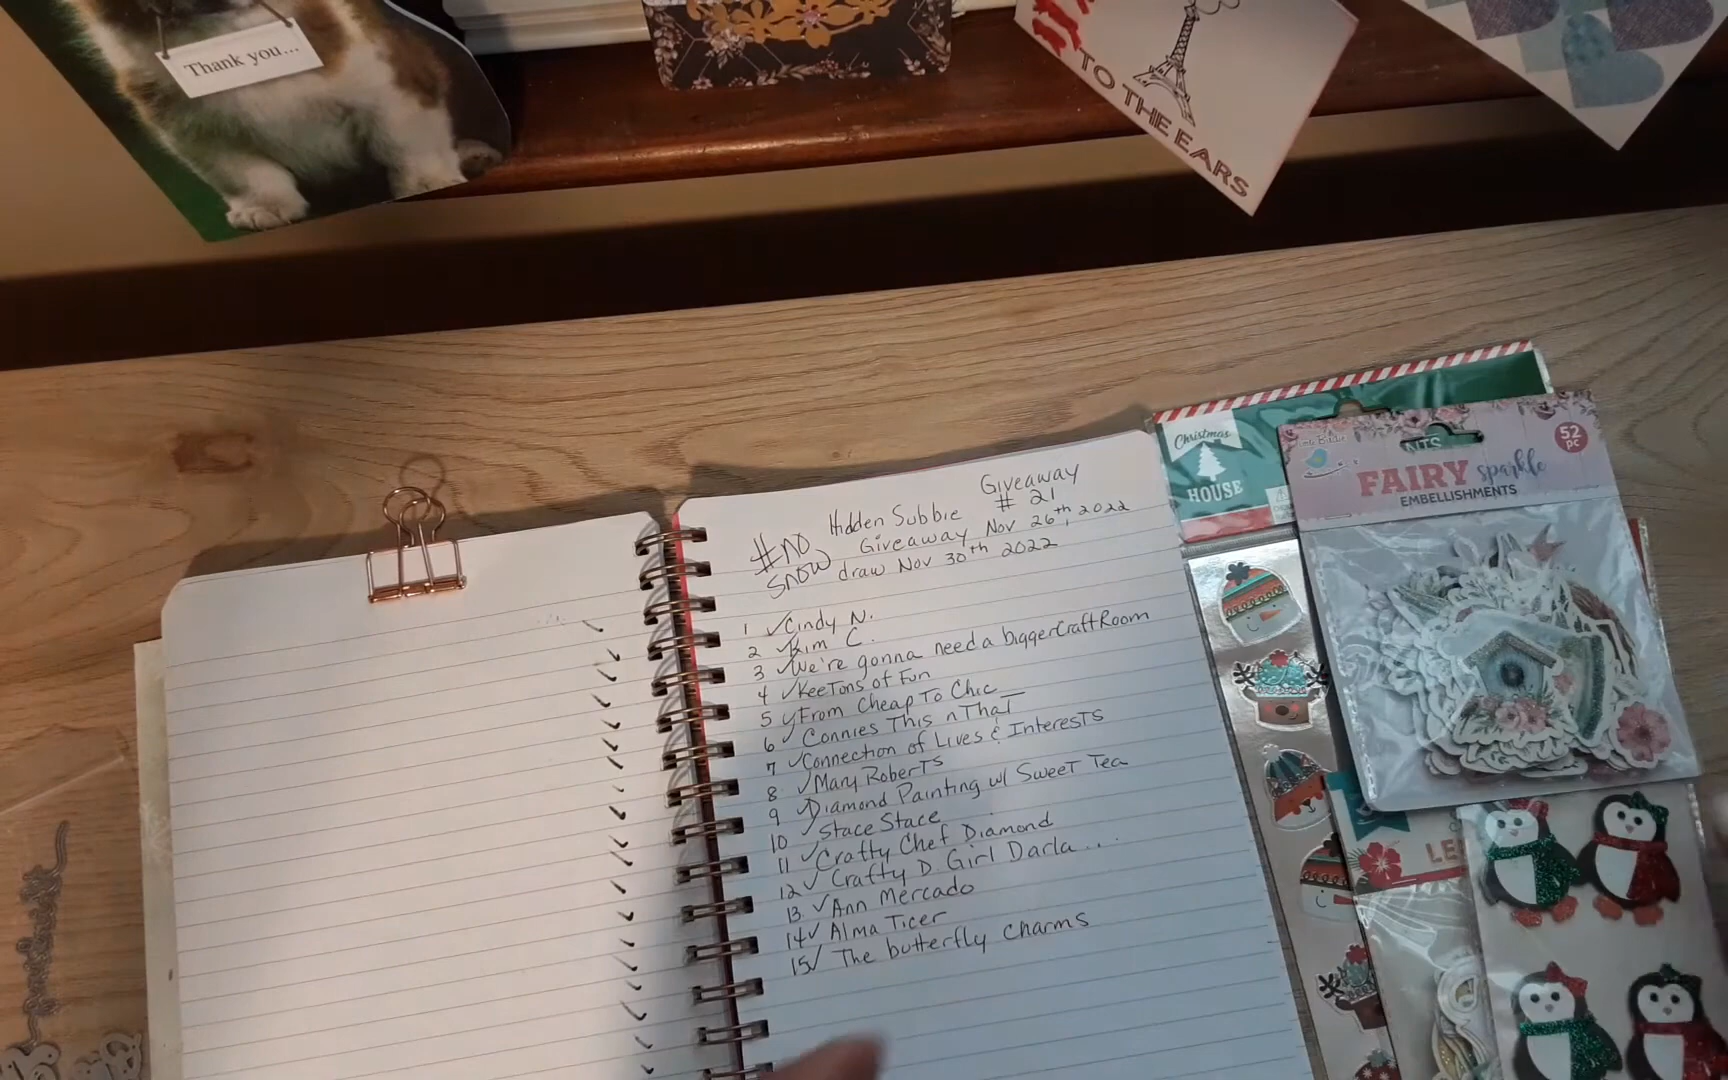 Thank you...
TO THE EARS
Christmas
HOUSE
KITS
52
PC
FAIRY sparkle
EMBELLISHMENTS
Giveaway
# 21
#no
snow
Hidden Subbie
Giveaway Nov 26th, 2022
draw Nov 30th 2022
1 ✓ Cindy N.
2 ✓ Kim C.
3 ✓ We're gonna need a biggerCraftRoom
4 ✓ KeeTons of Fun
5 ✓ From Cheap To Chic
6 ✓ Connies This n That
7 ✓ Connection of Lives & Interests
8 ✓ Mary Roberts
9 ✓ Diamond Painting w/ Sweet Tea
10 ✓ Stace Stace
11 ✓ Crafty Chef Diamond
12 ✓ Crafty D. Girl Darla...
13 ✓ Ann Mercado
14 ✓ Alma Ticer
15 ✓ The butterfly charms
LE